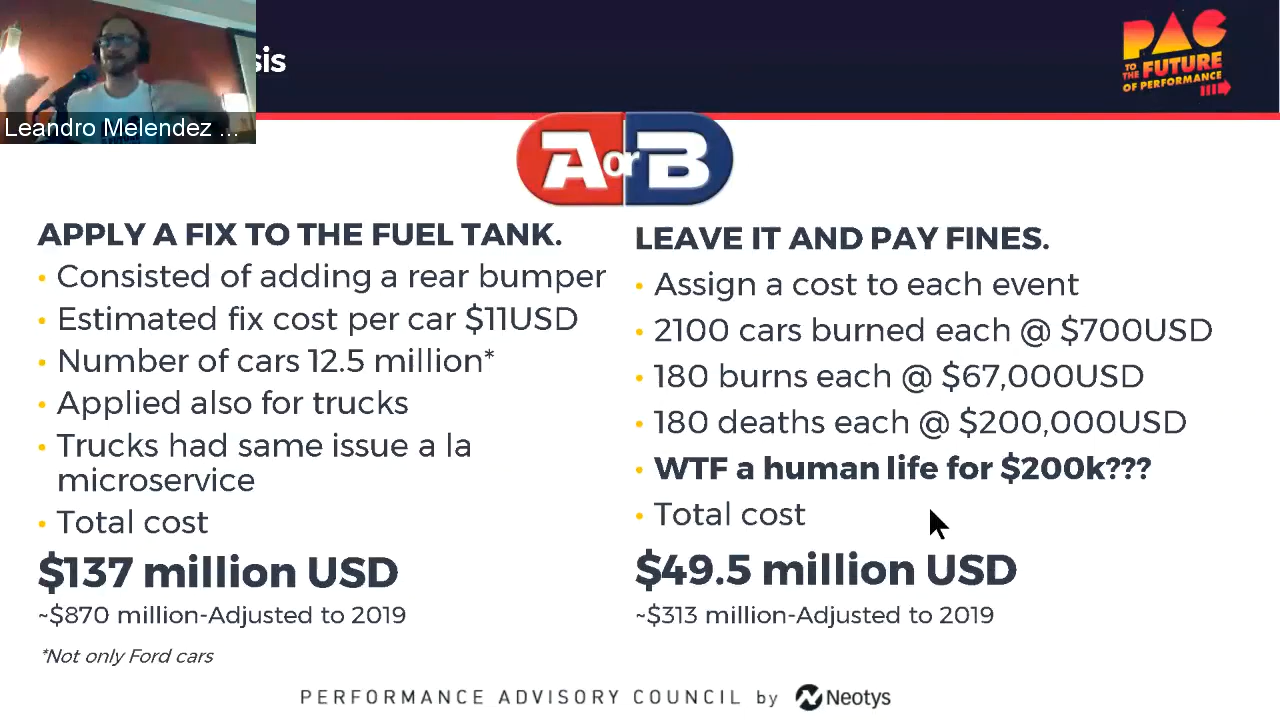 sis
PAC
TO THE FUTURE
OF PERFORMANCE
Leandro Melendez ...
A or B
APPLY A FIX TO THE FUEL TANK.
• Consisted of adding a rear bumper
• Estimated fix cost per car $11USD
• Number of cars 12.5 million*
• Applied also for trucks
• Trucks had same issue a la
microservice
• Total cost
$137 million USD
~$870 million-Adjusted to 2019
*Not only Ford cars
LEAVE IT AND PAY FINES.
• Assign a cost to each event
• 2100 cars burned each @ $700USD
• 180 burns each @ $67,000USD
• 180 deaths each @ $200,000USD
• WTF a human life for $200k???
• Total cost
$49.5 million USD
~$313 million-Adjusted to 2019
PERFORMANCE ADVISORY COUNCIL by Neotys